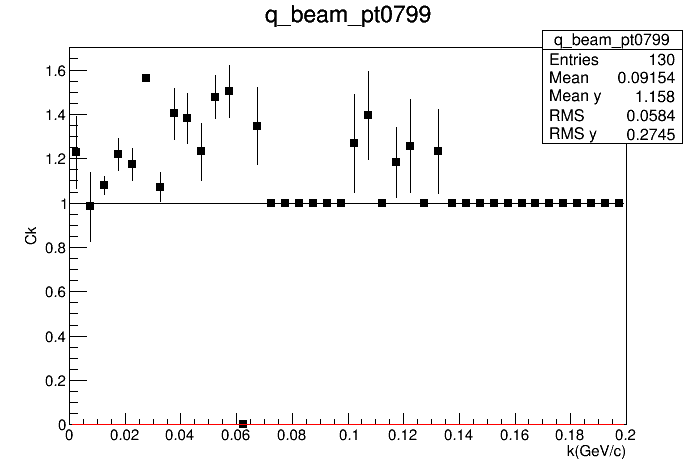 q_beam_pt0799
q_beam_pt0799
Entries 130
Mean 0.09154
Mean y 1.158
RMS 0.0584
RMS y 0.2745
1.6
1.4
1.2
1
0.8
0.6
0.4
0.2
0
Ck
0 0.02 0.04 0.06 0.08 0.1 0.12 0.14 0.16 0.18 0.2
k(GeV/c)